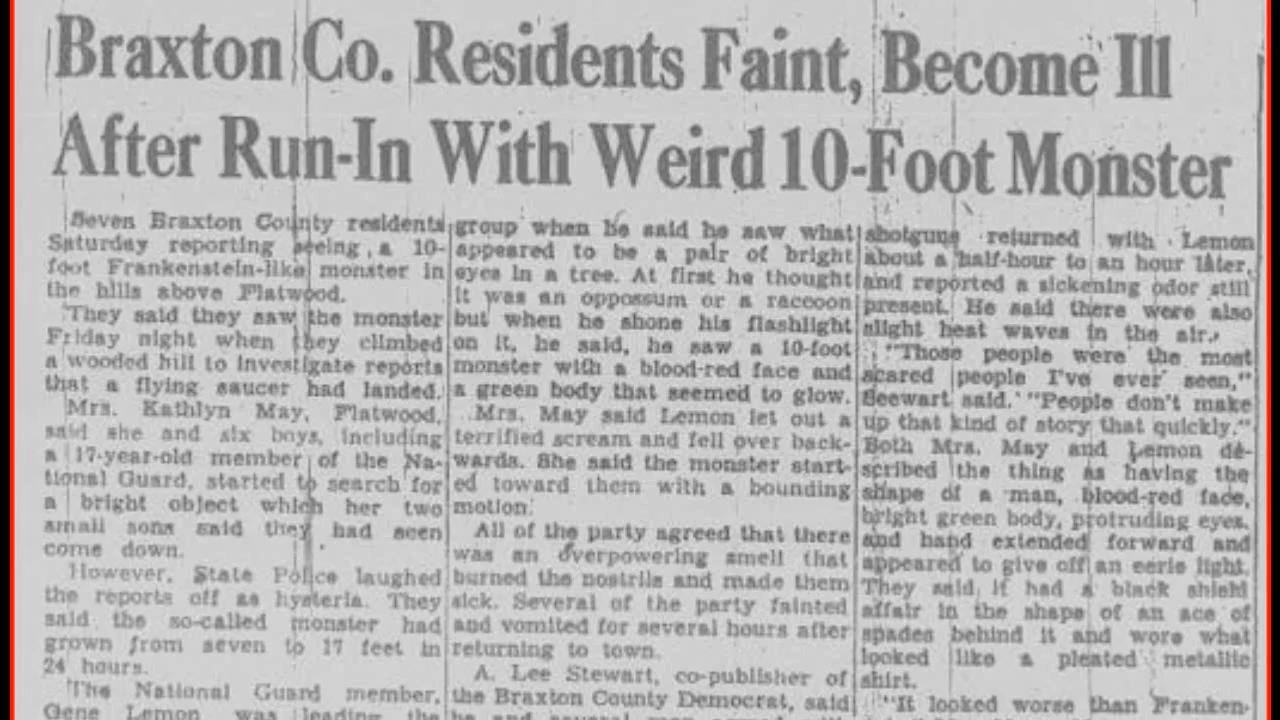 Braxton Co. Residents Faint, Become Ill
After Run-In With Weird 10-Foot Monster
Seven Braxton County residents
Saturday reporting seeing a 10-
foot Frankenstein-like monster in
the hills above Flatwood.
They said they saw the monster
Friday night when they climbed
a wooded hill to investigate reports
that a flying saucer had landed.
Mrs. Kathlyn May, Flatwood,
said she and six boys, including
a 17-year-old member of the Na-
tional Guard, started to search for
a bright object which her two
small sons said they had seen
come down.
However, State Police laughed
the reports off as hysteria. They
said the so-called monster had
grown from seven to 17 feet in
24 hours.
The National Guard member,
Gene Lemon, was leading the
group when he said he saw what
appeared to be a pair of bright
eyes in a tree. At first he thought
it was an oppossum or a raccoon
but when he shone his flashlight
on it, he said, he saw a 10-foot
monster with a blood-red face and
a green body that seemed to glow.
Mrs. May said Lemon let out a
terrified scream and fell over back-
wards. She said the monster start-
ed toward them with a bounding
motion.
All of the party agreed that there
was an overpowering smell that
burned the nostrils and made them
sick. Several of the party fainted
and vomited for several hours after
returning to town.
A. Lee Stewart, co-publisher of
the Braxton County Democrat, said
he and several men armed with
shotguns returned with Lemon
about a half-hour to an hour later,
and reported a sickening odor still
present. He said there were also
slight heat waves in the air.
"Those people were the most
scared people I've ever seen,"
Seewart said. "People don't make
up that kind of story that quickly."
Both Mrs. May and Lemon de-
scribed the thing as having the
shape of a man, blood-red face,
bright green body, protruding eyes,
and hand extended forward and
appeared to give off an eerie light.
They said it had a black shield
affair in the shape of an ace of
spades behind it and wore what
looked like a pleated metallic
shirt.
"It looked worse than Franken-